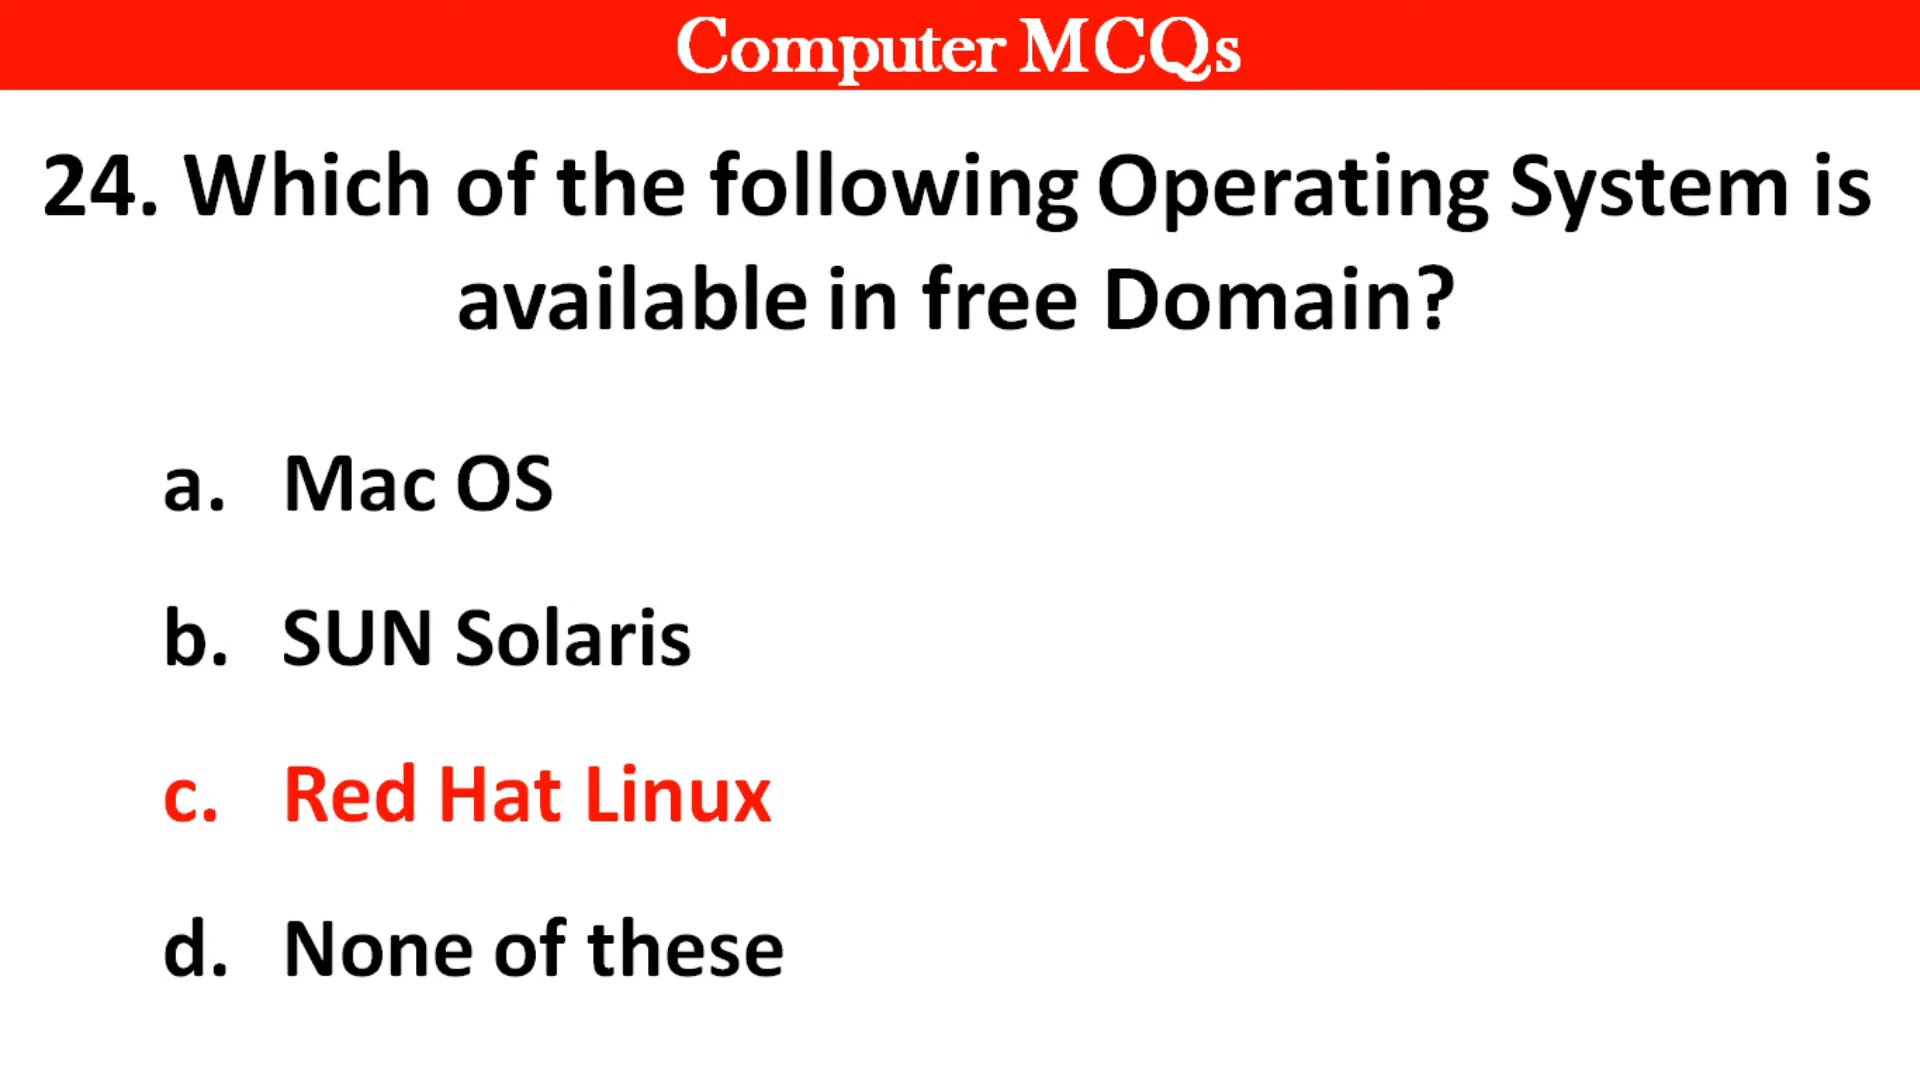 Computer MCQs
24. Which of the following Operating System is
available in free Domain?
a. Mac OS
b. SUN Solaris
c. Red Hat Linux
d. None of these